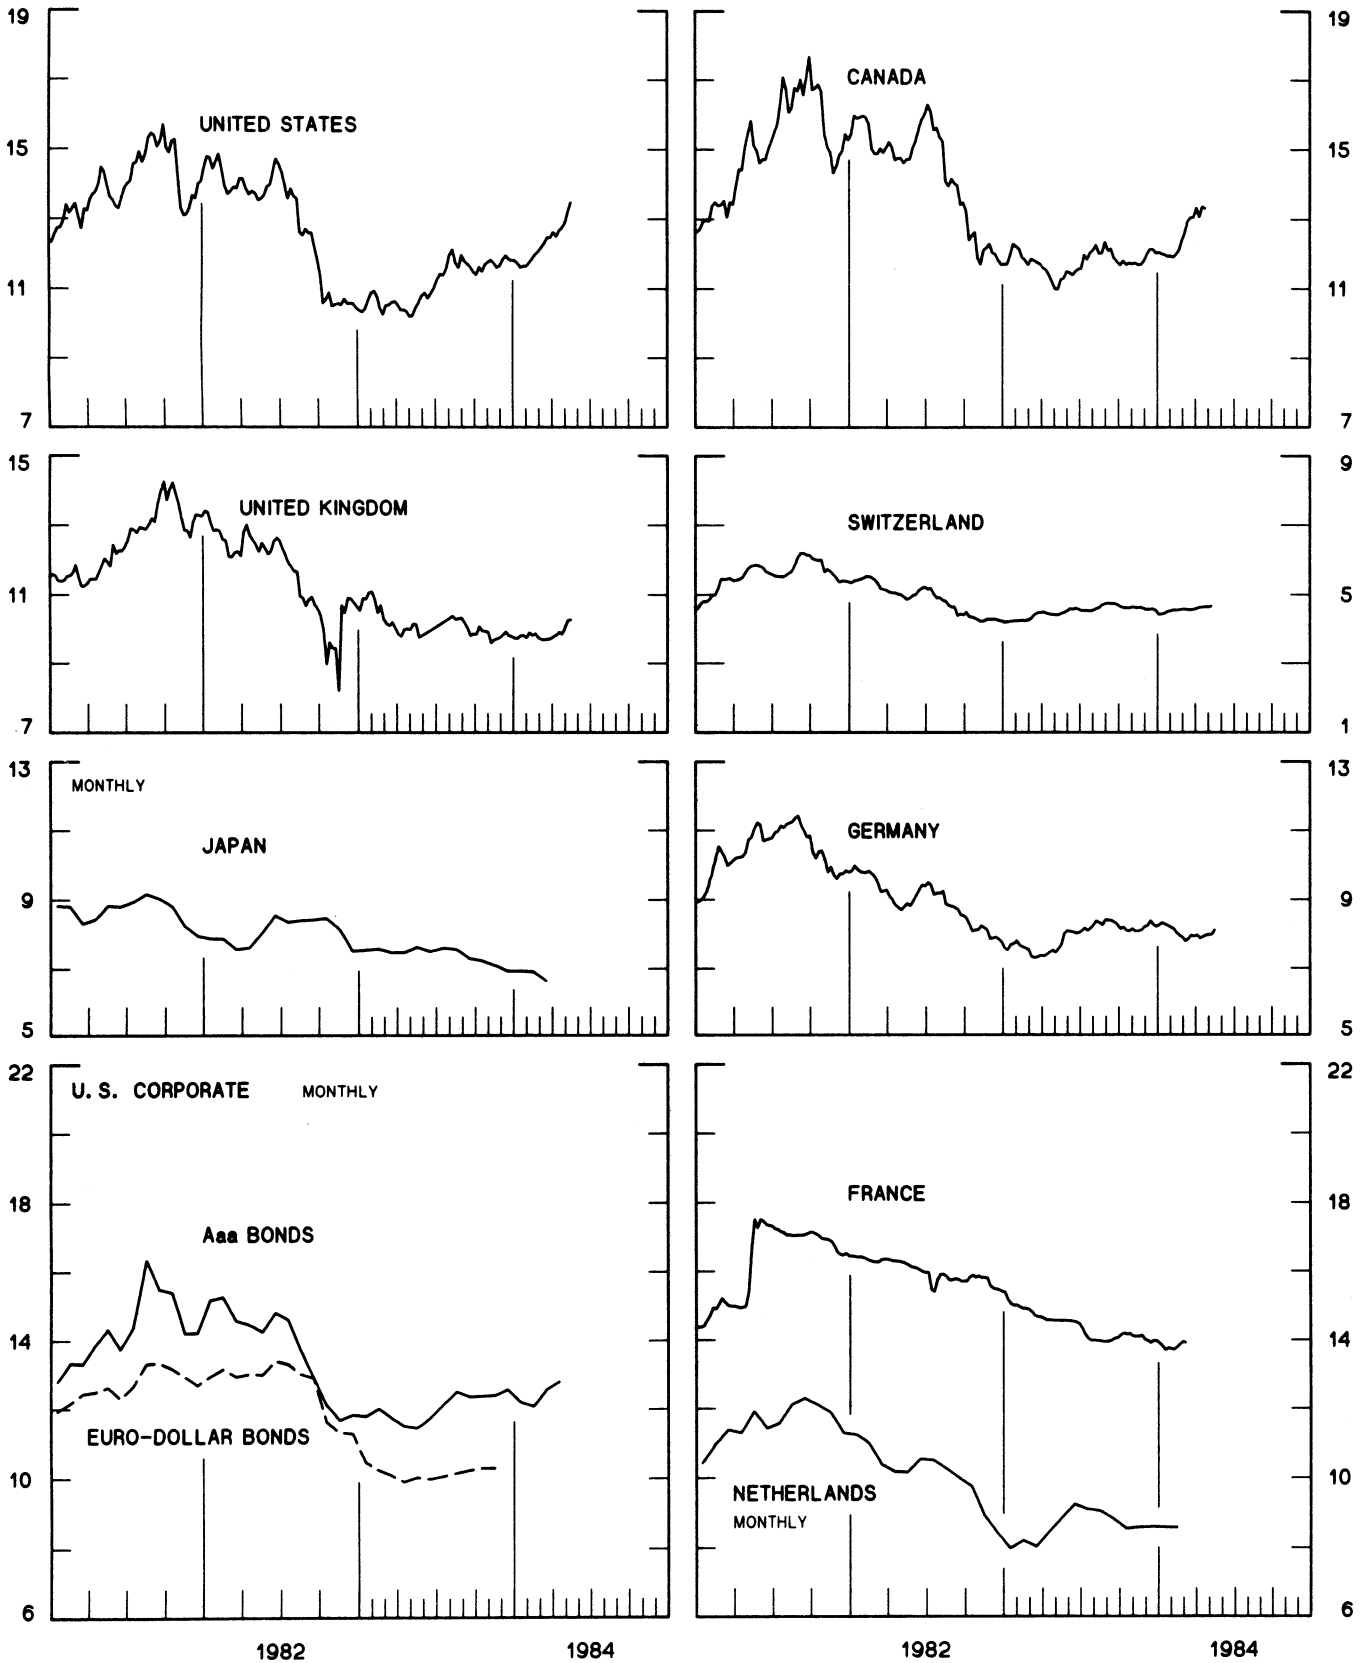 19
15
11
7
UNITED STATES
19
15
11
7
CANADA
15
11
7
UNITED KINGDOM
9
5
1
SWITZERLAND
13
9
5
MONTHLY
JAPAN
13
9
5
GERMANY
22
18
14
10
6
U.S. CORPORATE MONTHLY
Aaa BONDS
EURO-DOLLAR BONDS
1982 1984
22
18
14
10
6
FRANCE
NETHERLANDS
MONTHLY
1982 1984